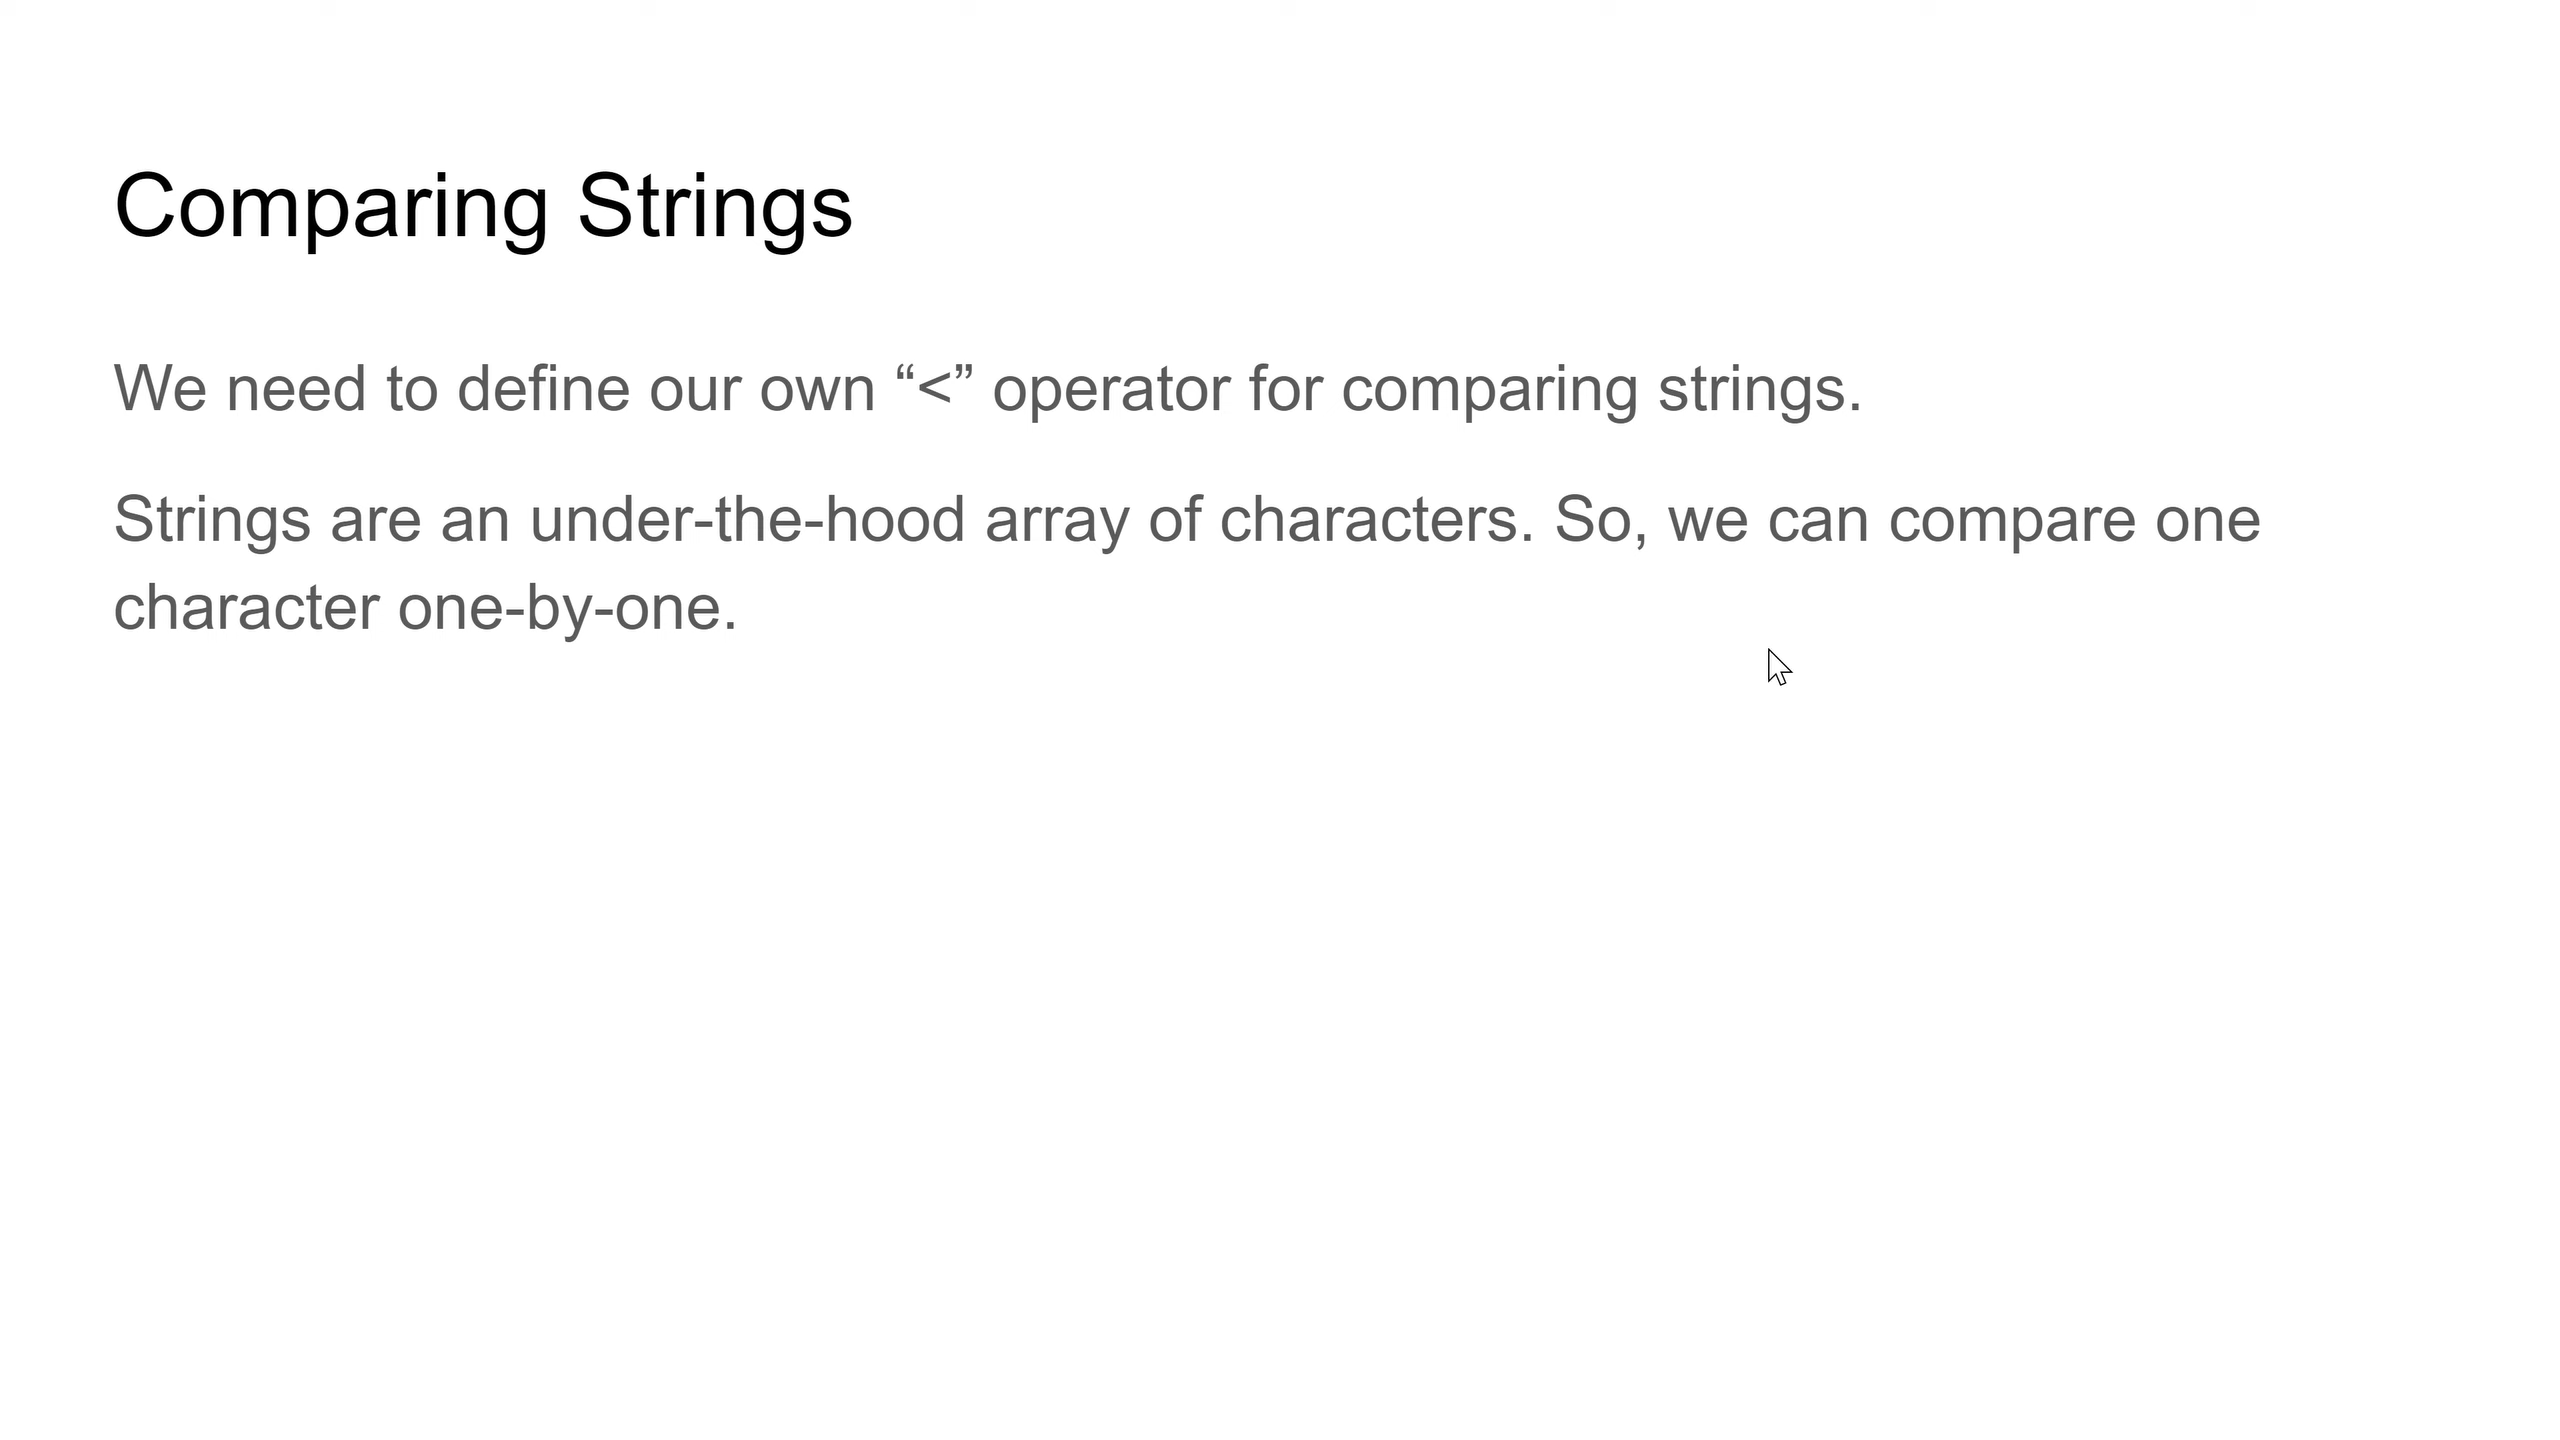 Comparing Strings
We need to define our own “<” operator for comparing strings.
Strings are an under-the-hood array of characters. So, we can compare one
character one-by-one.